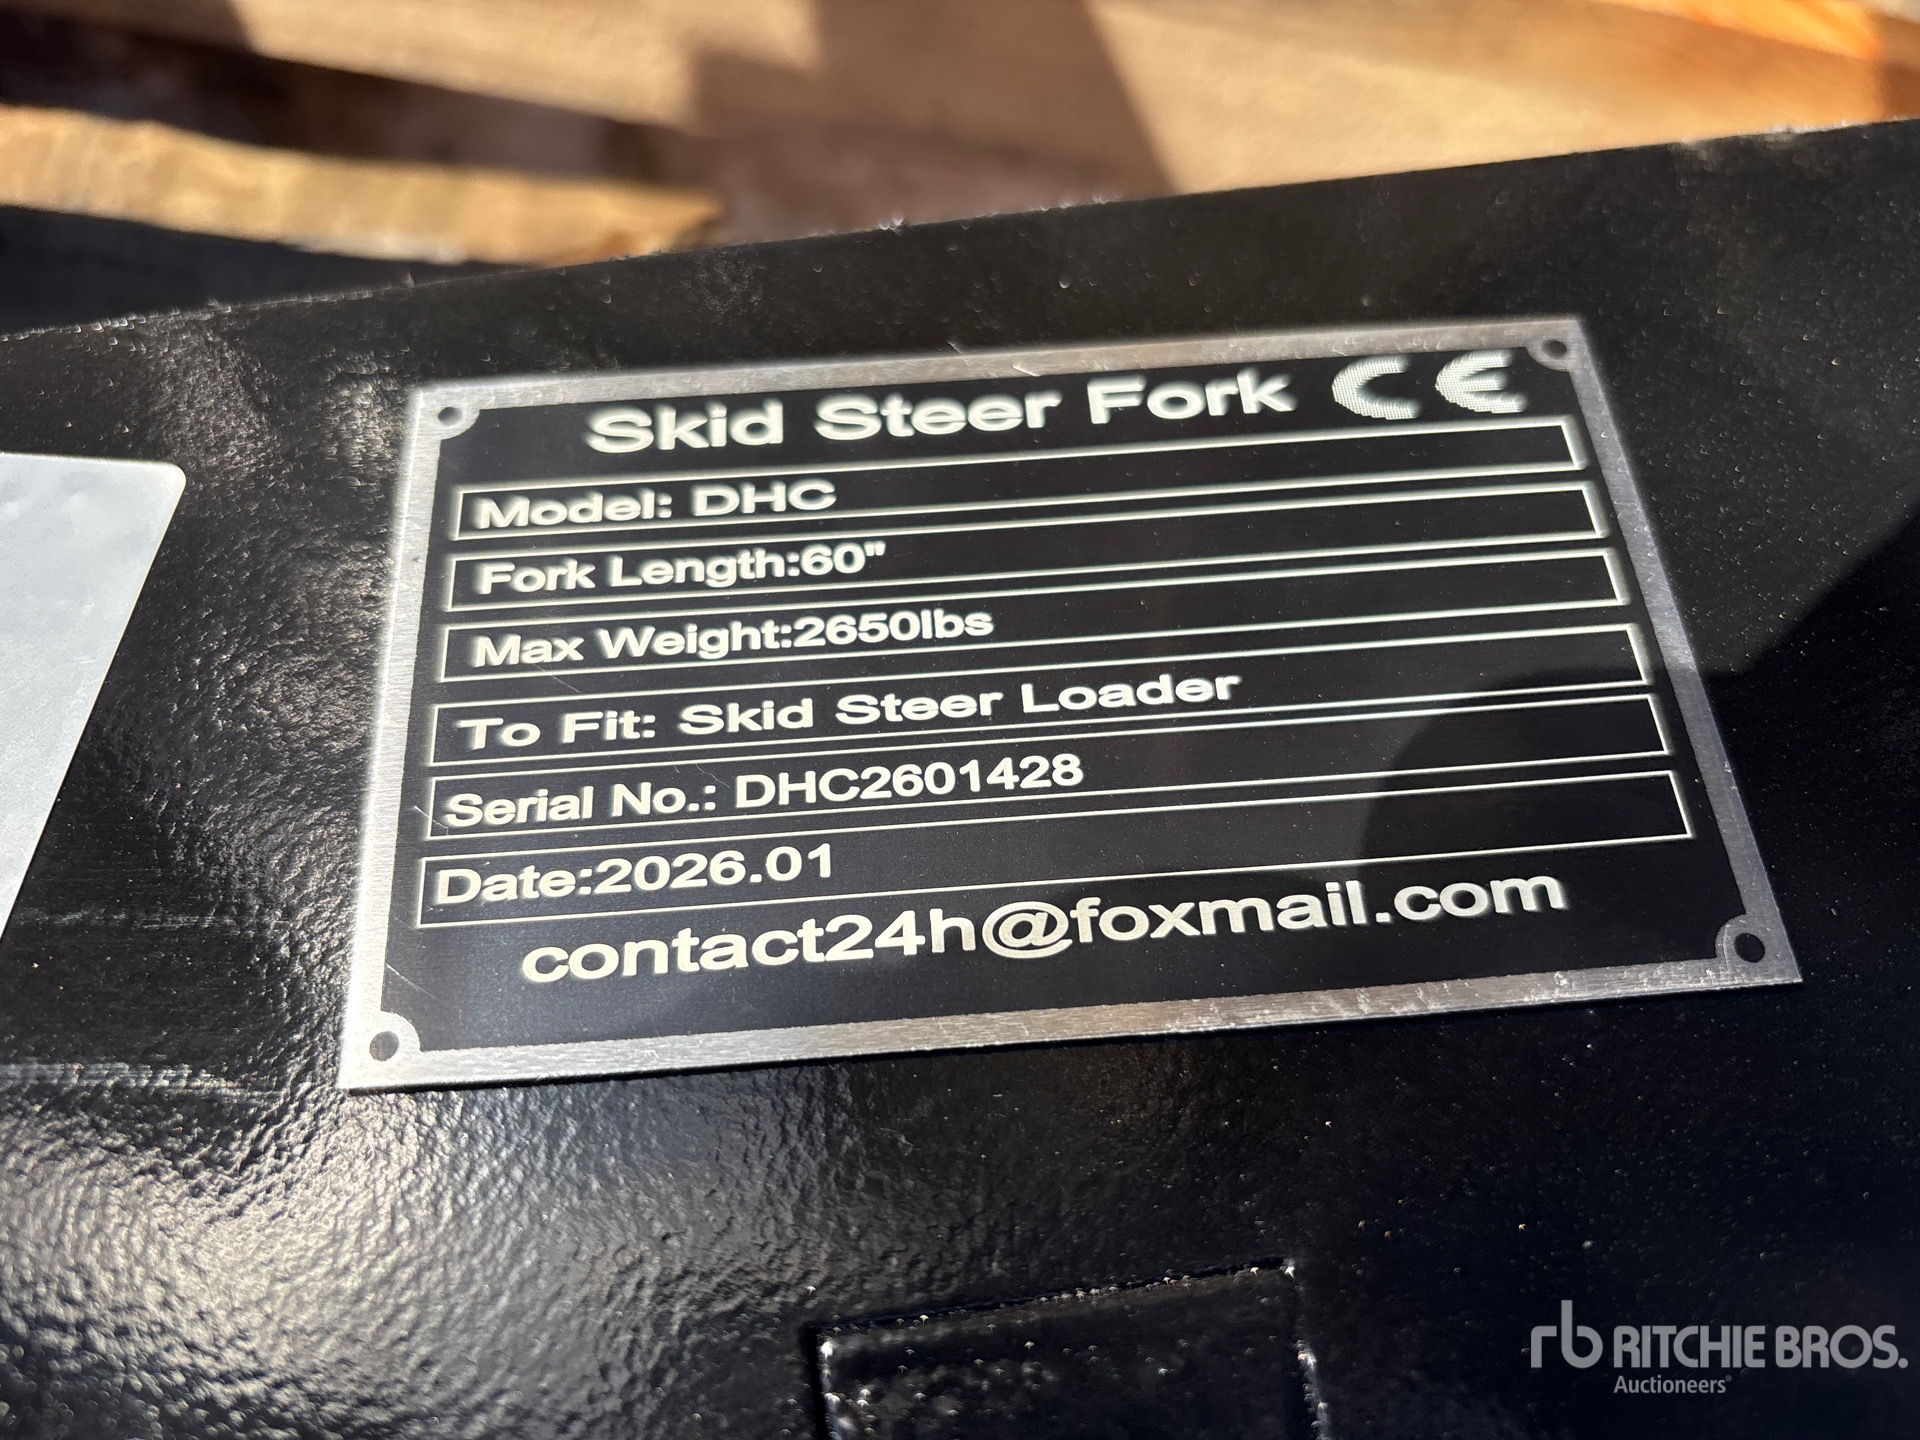 Skid Steer Fork CE
Model: DHC
Fork Length:60"
Max Weight:2650lbs
To Fit: Skid Steer Loader
Serial No.: DHC2601428
Date:2026.01
contact24h@foxmail.com
rb RITCHIE BROS.
Auctioneers®